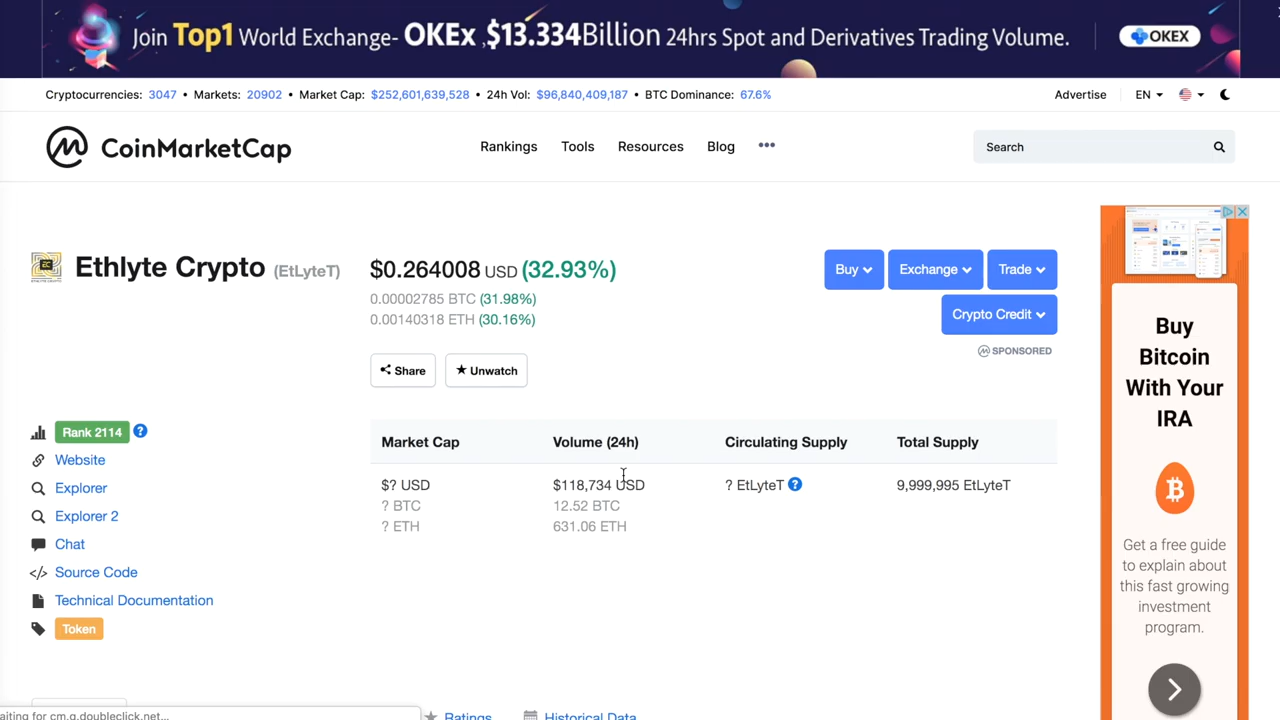 Join Top1 World Exchange- OKEx ,$13.334Billion 24hrs Spot and Derivatives Trading Volume.
OKEX
Cryptocurrencies: 3047 • Markets: 20902 • Market Cap: $252,601,639,528 • 24h Vol: $96,840,409,187 • BTC Dominance: 67.6%
Advertise
EN
CoinMarketCap
Rankings
Tools
Resources
Blog
Search
Ethlyte Crypto (EtLyteT)
$0.264008 USD (32.93%)
0.00002785 BTC (31.98%)
0.00140318 ETH (30.16%)
Buy
Exchange
Trade
Crypto Credit
SPONSORED
Share
Unwatch
Rank 2114
Website
Explorer
Explorer 2
Chat
Source Code
Technical Documentation
Token
Market Cap Volume (24h) Circulating Supply Total Supply
$? USD $118,734 USD ? EtLyteT 9,999,995 EtLyteT
? BTC 12.52 BTC
? ETH 631.06 ETH
Buy
Bitcoin
With Your
IRA
Get a free guide
to explain about
this fast growing
investment
program.
aiting for cm.g.doubleclick.net...
Ratings
Historical Data